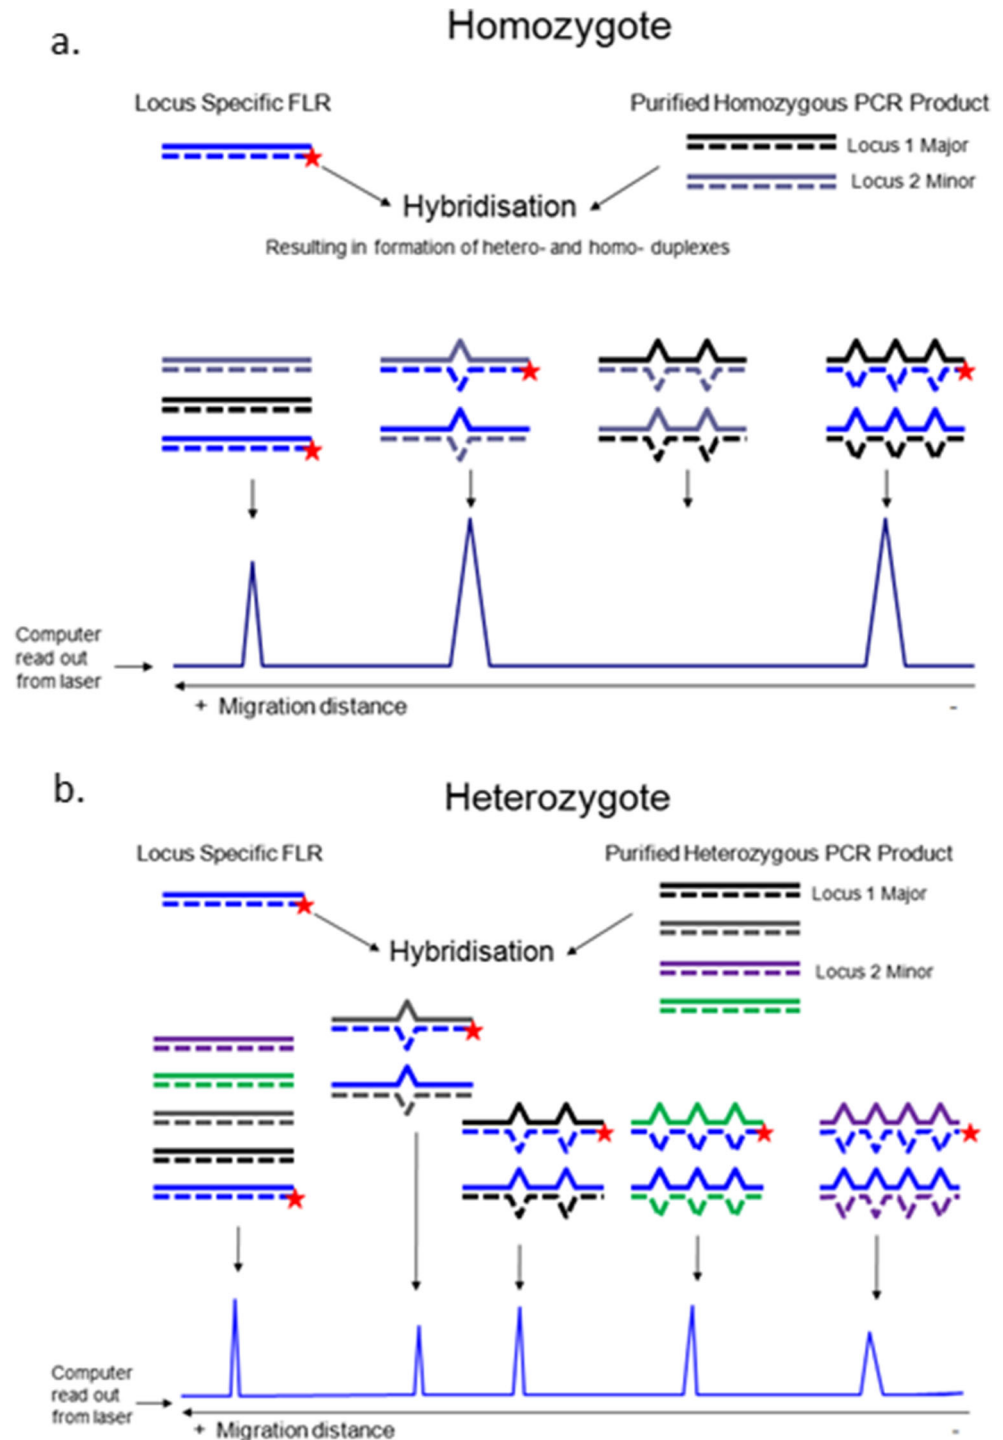 a.
Homozygote
Locus Specific FLR
Purified Homozygous PCR Product
Locus 1 Major
Locus 2 Minor
Hybridisation
Resulting in formation of hetero- and homo- duplexes
Computer
read out
from laser
+ Migration distance
-
b.
Heterozygote
Locus Specific FLR
Purified Heterozygous PCR Product
Locus 1 Major
Hybridisation
Locus 2 Minor
Computer
read out
from laser
+ Migration distance
-